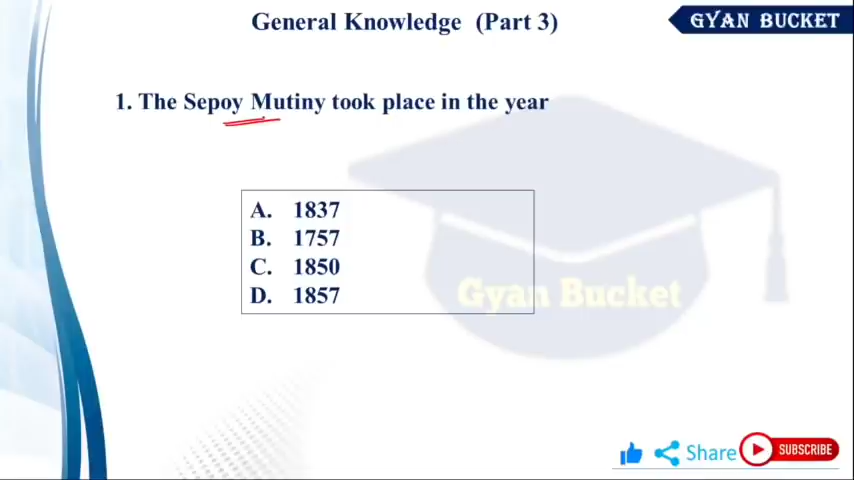 General Knowledge (Part 3)
GYAN BUCKET
1. The Sepoy Mutiny took place in the year
A. 1837
B. 1757
C. 1850
D. 1857
Gyan Bucket
Share
SUBSCRIBE